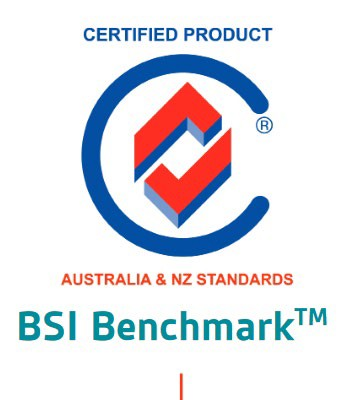 CERTIFIED PRODUCT
®
AUSTRALIA & NZ STANDARDS
BSI Benchmark™